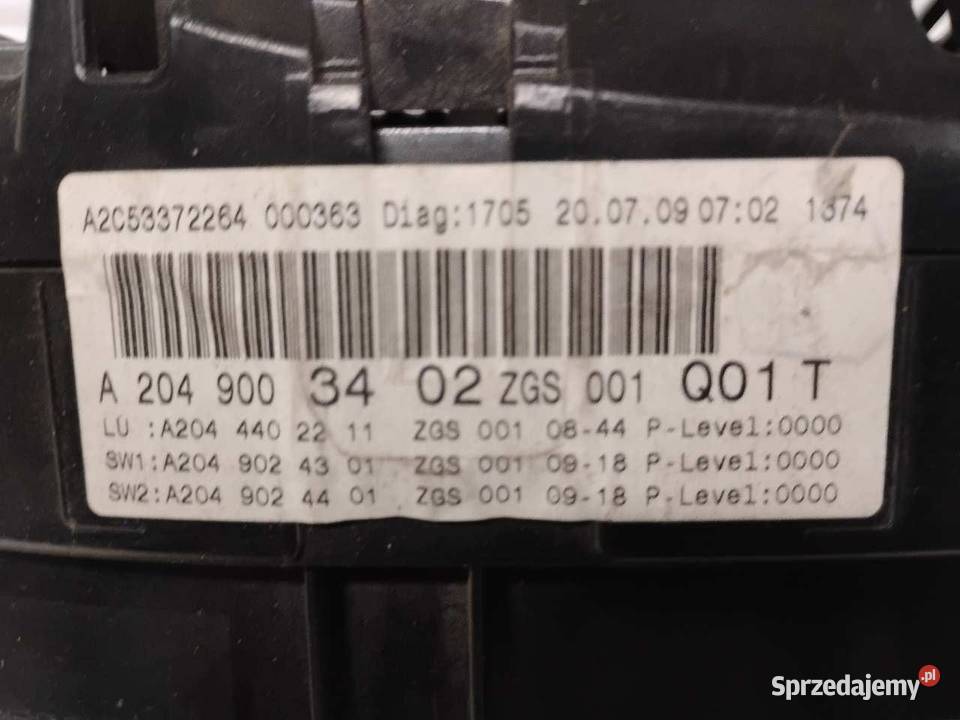 A2C53372264 000363 Diag:1705 20.07.09 07:02 1374
A 204 900 34 02 ZGS 001 Q01 T
LU :A204 440 22 11 ZGS 001 08-44 P-Level:0000
SW1:A204 902 43 01 ZGS 001 09-18 P-Level:0000
SW2:A204 902 44 01 ZGS 001 09-18 P-Level:0000
Sprzedajemy.pl